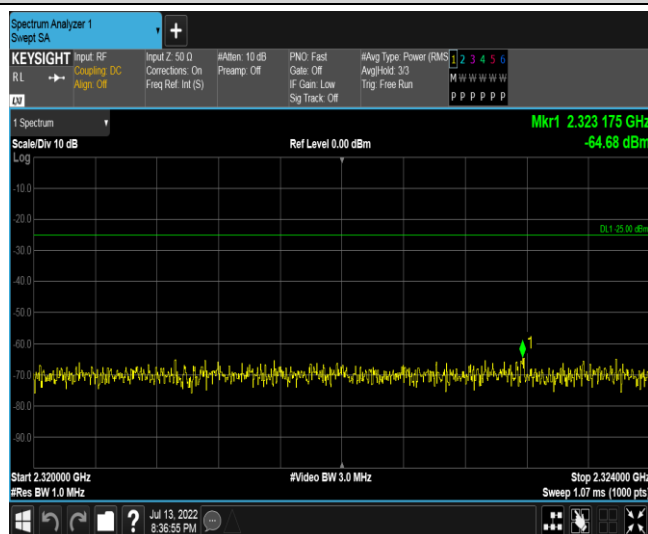 Spectrum Analyzer 1
Swept SA
KEYSIGHT Input: RF Input Z: 50 Ω #Atten: 10 dB PNO: Fast #Avg Type: Power (RMS 1 2 3 4 5 6
RL Coupling: DC Corrections: On Preamp: Off Gate: Off Avg|Hold: 3/3 M W W W W W
Align: Off Freq Ref: Int (S) IF Gain: Low Trig: Free Run
Sig Track: Off P P P P P P
LXI
1 Spectrum Mkr1 2.323 175 GHz
Scale/Div 10 dB Ref Level 0.00 dBm -64.68 dBm
Log
-10.0
-20.0
DL1 -25.00 dBm
-30.0
-40.0
-50.0
-60.0
1
-70.0
-80.0
-90.0
Start 2.320000 GHz #Video BW 3.0 MHz Stop 2.324000 GHz
#Res BW 1.0 MHz Sweep 1.07 ms (1000 pts)
? Jul 13, 2022
8:36:55 PM